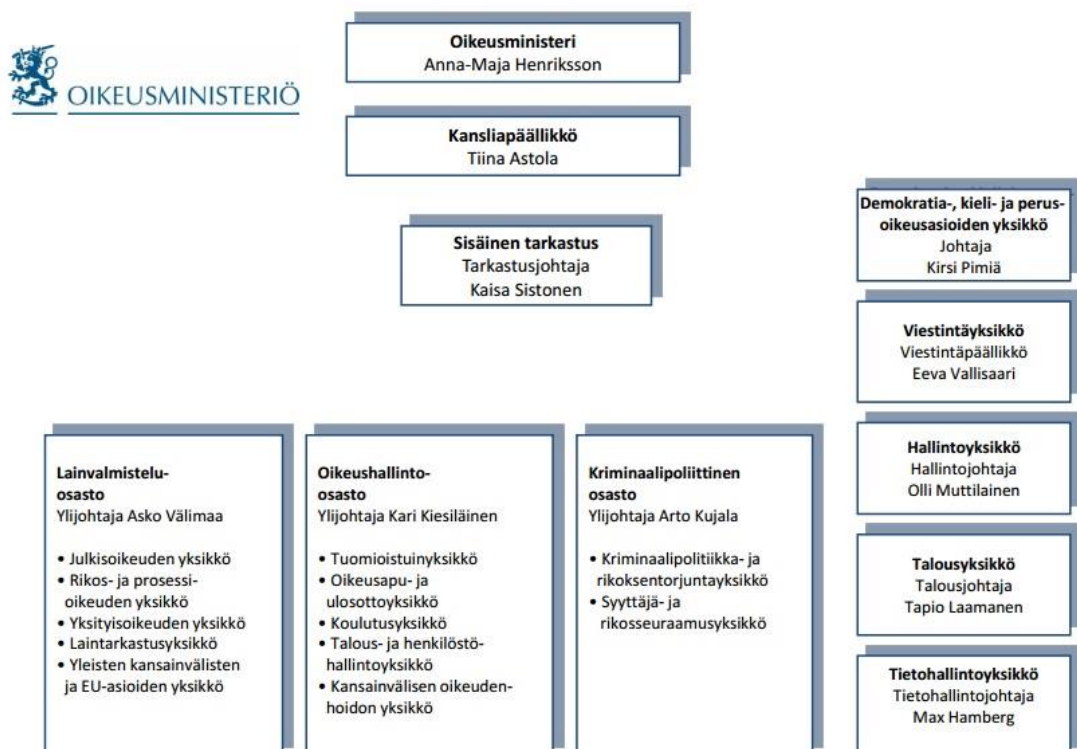 OIKEUSMINISTERIÖ
Oikeusministeri
Anna-Maja Henriksson
Kansliapäällikkö
Tiina Astola
Sisäinen tarkastus
Tarkastusjohtaja
Kaisa Sistonen
Demokratia-, kieli- ja perus-
oikeusasioiden yksikkö
Johtaja
Kirsi Pimiä
Viestintäyksikkö
Viestintäpäällikkö
Eeva Vallisaari
Hallintoyksikkö
Hallintojohtaja
Olli Muttilainen
Talousyksikkö
Talousjohtaja
Tapio Laamanen
Tietohallintoyksikkö
Tietohallintojohtaja
Max Hamberg
Lainvalmistelu-
osasto
Ylijohtaja Asko Välimaa
• Julkisoikeuden yksikkö
• Rikos- ja prosessi-
oikeuden yksikkö
• Yksityisoikeuden yksikkö
• Laintarkastusyksikkö
• Yleisten kansainvälisten
ja EU-asioiden yksikkö
Oikeushallinto-
osasto
Ylijohtaja Kari Kiesiläinen
• Tuomioistuinyksikkö
• Oikeusapu- ja
ulosottoyksikkö
• Koulutusyksikkö
• Talous- ja henkilöstö-
hallintoyksikkö
• Kansainvälisen oikeuden-
hoidon yksikkö
Kriminaalipoliittinen
osasto
Ylijohtaja Arto Kujala
• Kriminaalipolitiikka- ja
rikoksentorjuntayksikkö
• Syyttäjä- ja
rikosseuraamusyksikkö